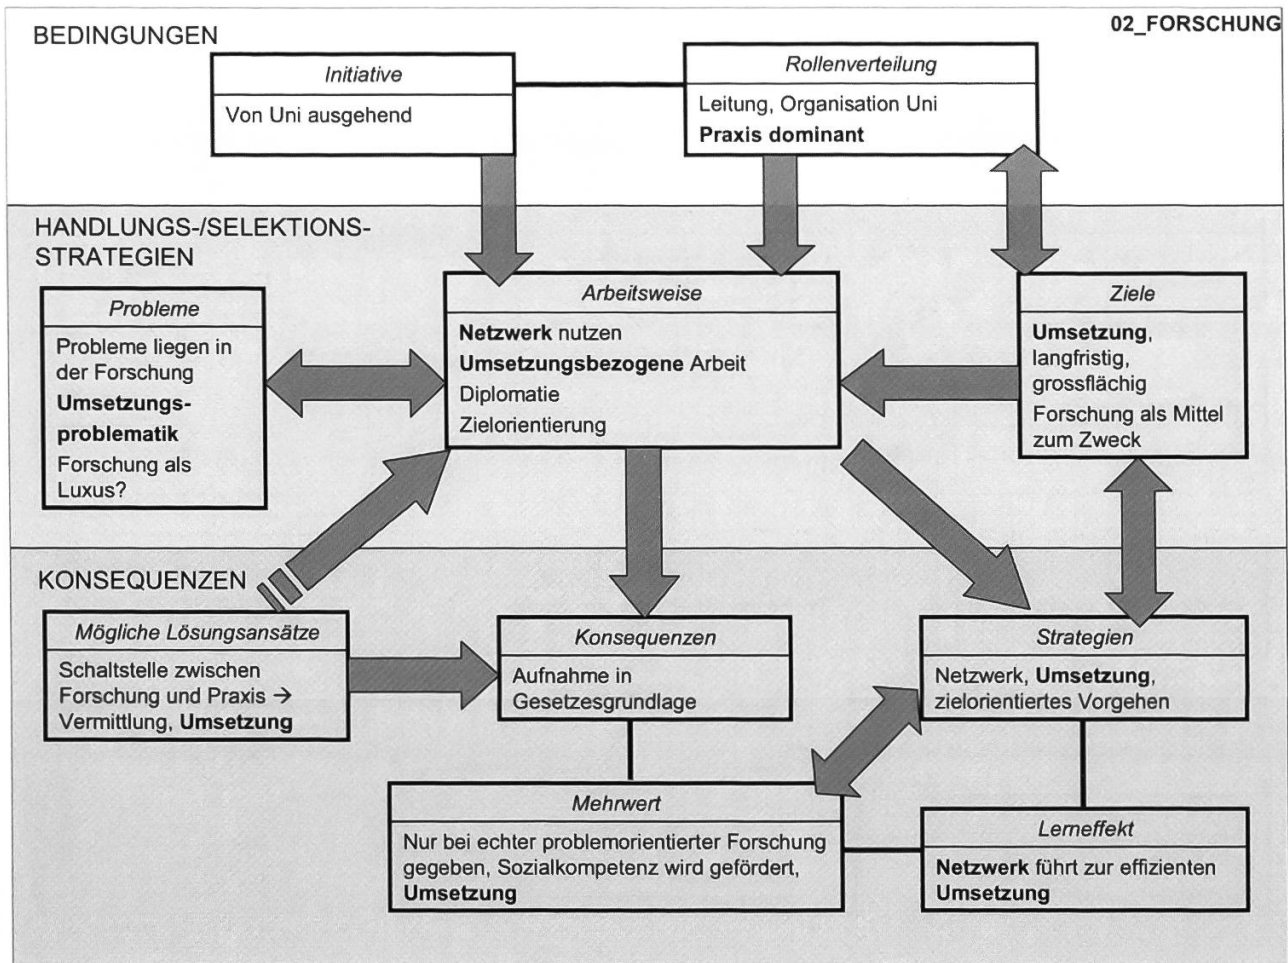 BEDINGUNGEN
02_FORSCHUNG
Initiative
Von Uni ausgehend
Rollenverteilung
Leitung, Organisation Uni
Praxis dominant
HANDLUNGS-/SELEKTIONS-
STRATEGIEN
Probleme
Probleme liegen in
der Forschung
Umsetzungs-
problematik
Forschung als
Luxus?
Arbeitsweise
Netzwerk nutzen
Umsetzungsbezogene Arbeit
Diplomatie
Zielorientierung
Ziele
Umsetzung,
langfristig,
grossflächig
Forschung als Mittel
zum Zweck
KONSEQUENZEN
Mögliche Lösungsansätze
Schaltstelle zwischen
Forschung und Praxis →
Vermittlung, Umsetzung
Konsequenzen
Aufnahme in
Gesetzesgrundlage
Strategien
Netzwerk, Umsetzung,
zielorientiertes Vorgehen
Mehrwert
Nur bei echter problemorientierter Forschung
gegeben, Sozialkompetenz wird gefördert,
Umsetzung
Lerneffekt
Netzwerk führt zur effizienten
Umsetzung